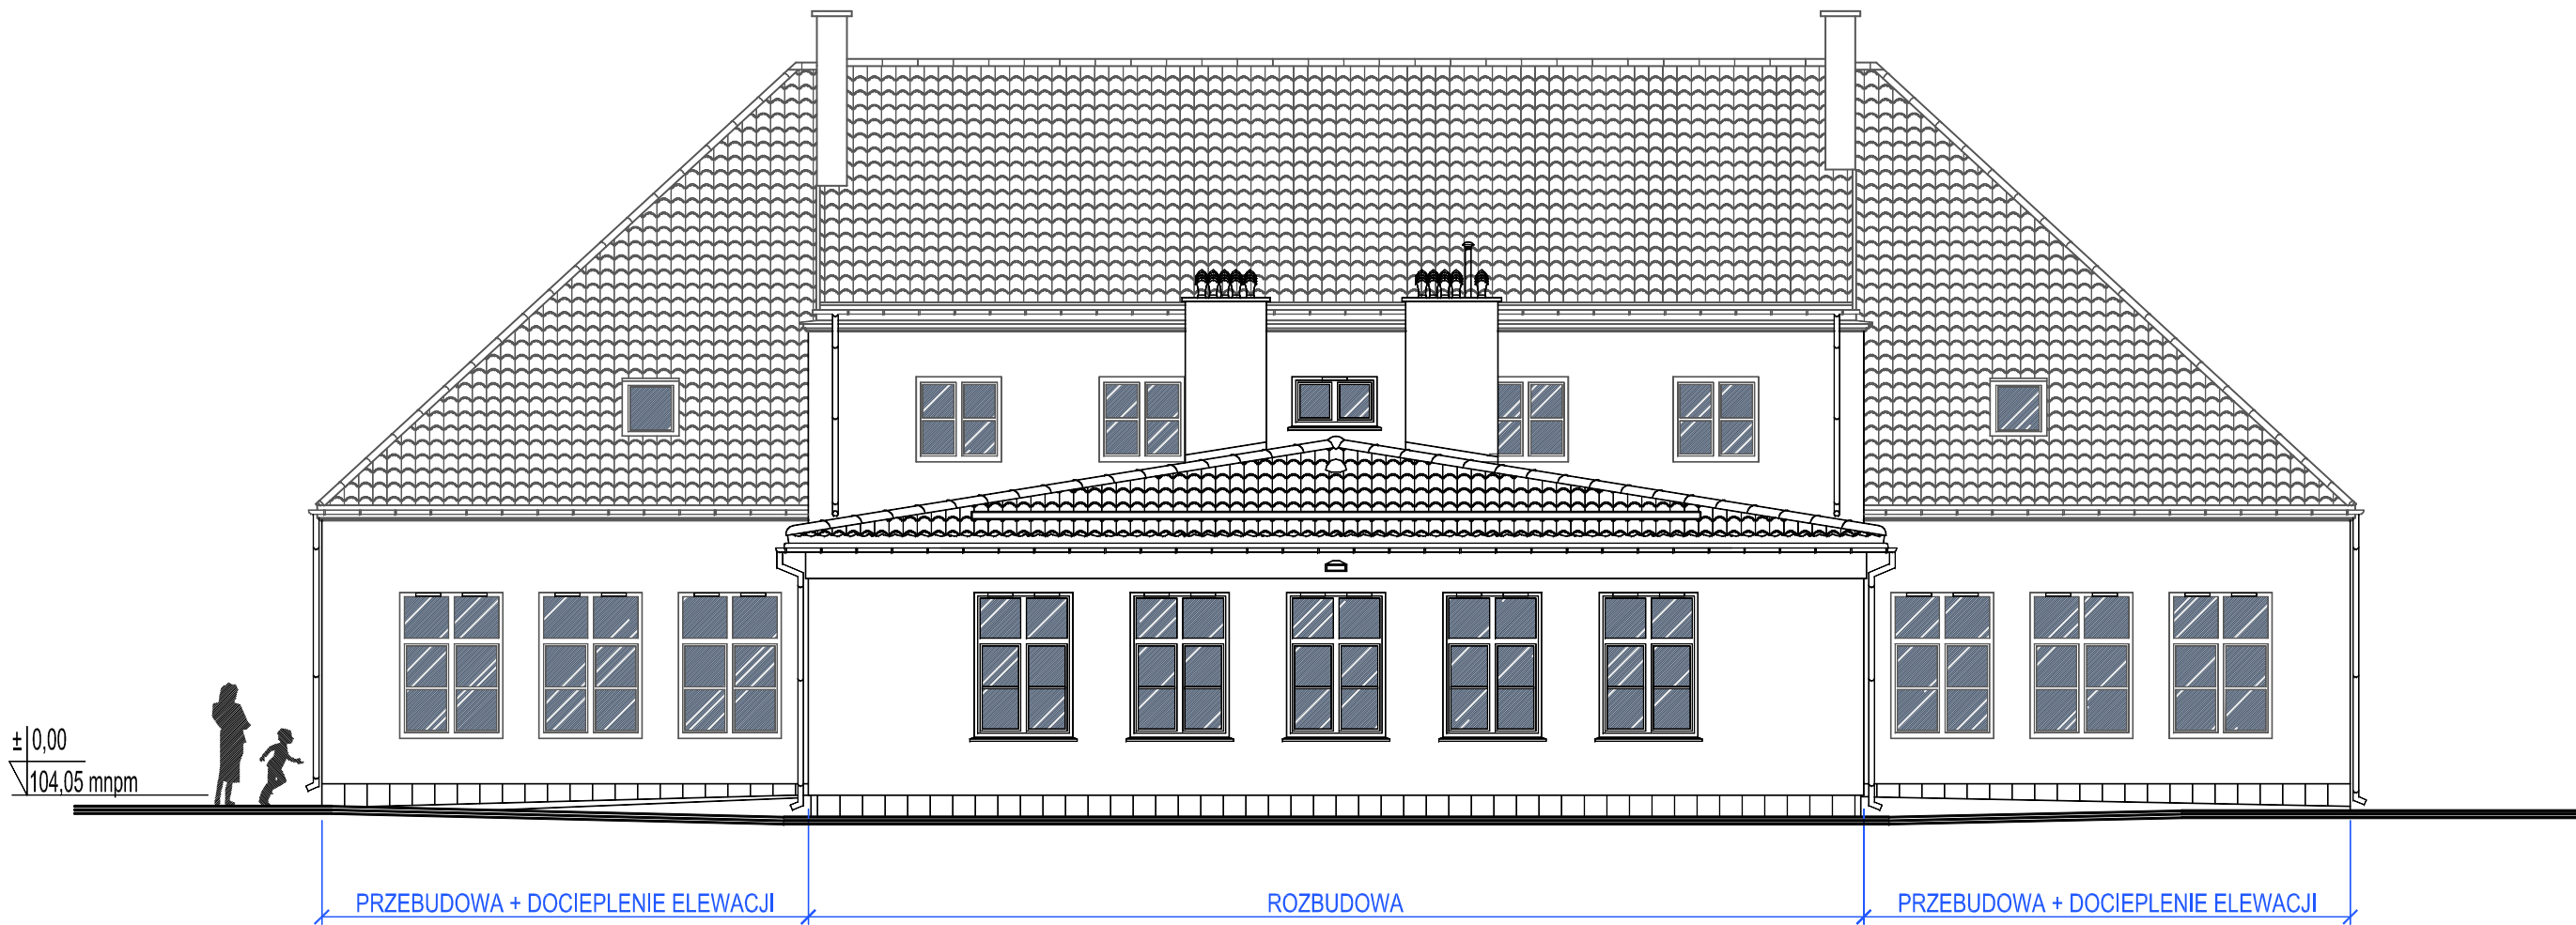 ± 0,00
104,05 mnpm
PRZEBUDOWA + DOCIEPLENIE ELEWACJI
ROZBUDOWA
PRZEBUDOWA + DOCIEPLENIE ELEWACJI